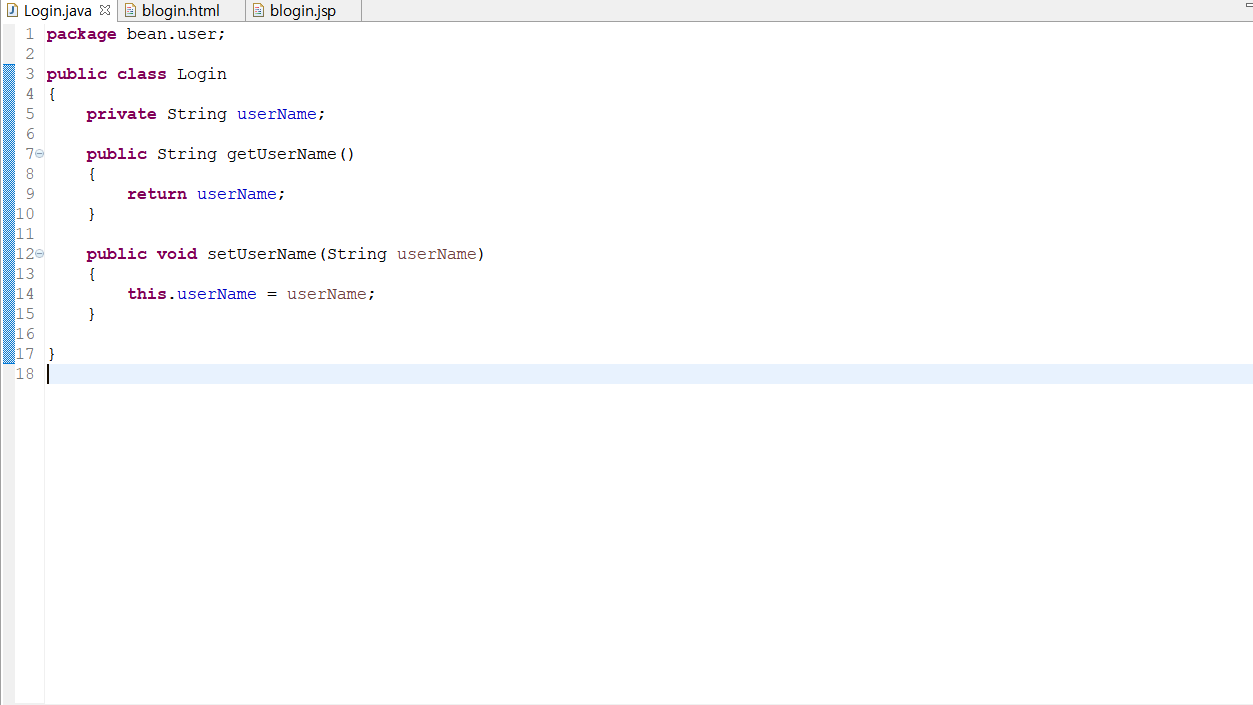 Login.java blogin.html blogin.jsp
1 package bean.user;
2
3 public class Login
4 {
5     private String userName;
6
7     public String getUserName()
8     {
9         return userName;
10     }
11
12     public void setUserName(String userName)
13     {
14         this.userName = userName;
15     }
16
17 }
18